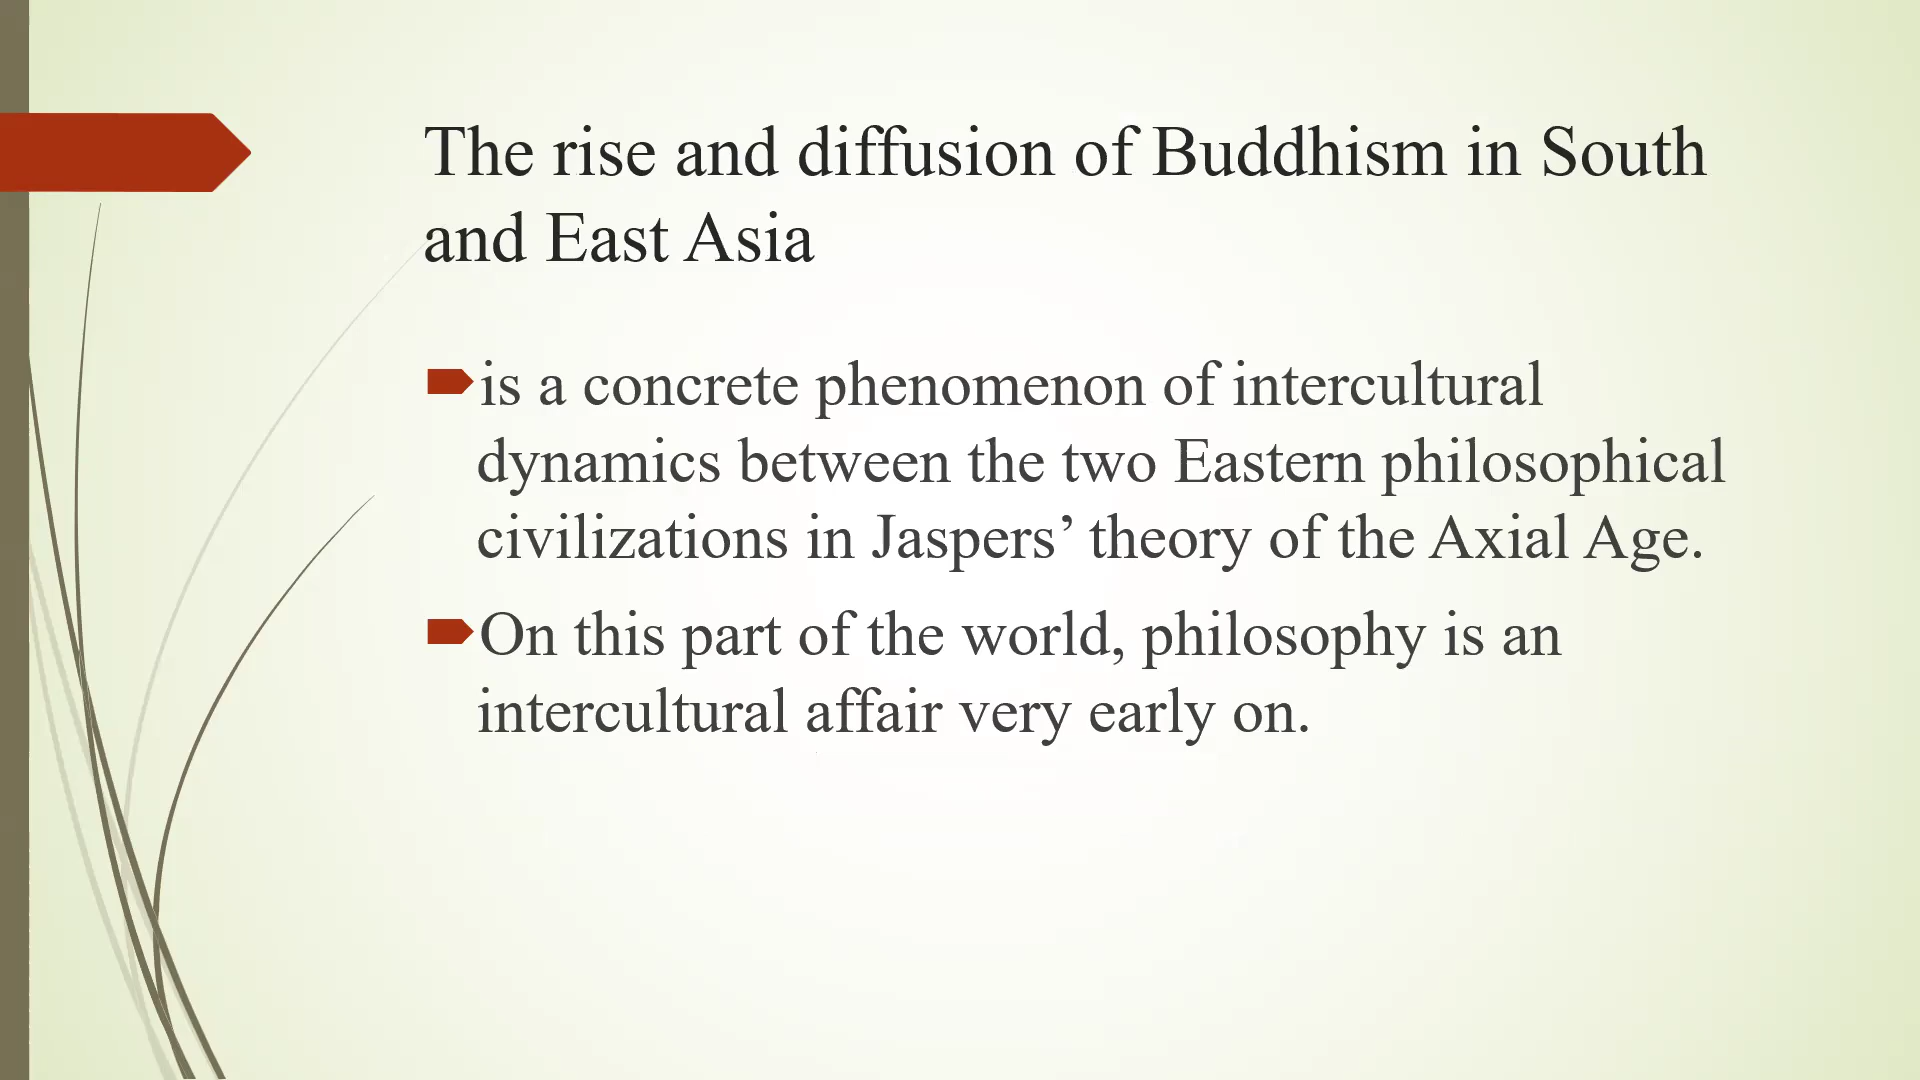 The rise and diffusion of Buddhism in South
and East Asia
is a concrete phenomenon of intercultural
dynamics between the two Eastern philosophical
civilizations in Jaspers’ theory of the Axial Age.
On this part of the world, philosophy is an
intercultural affair very early on.